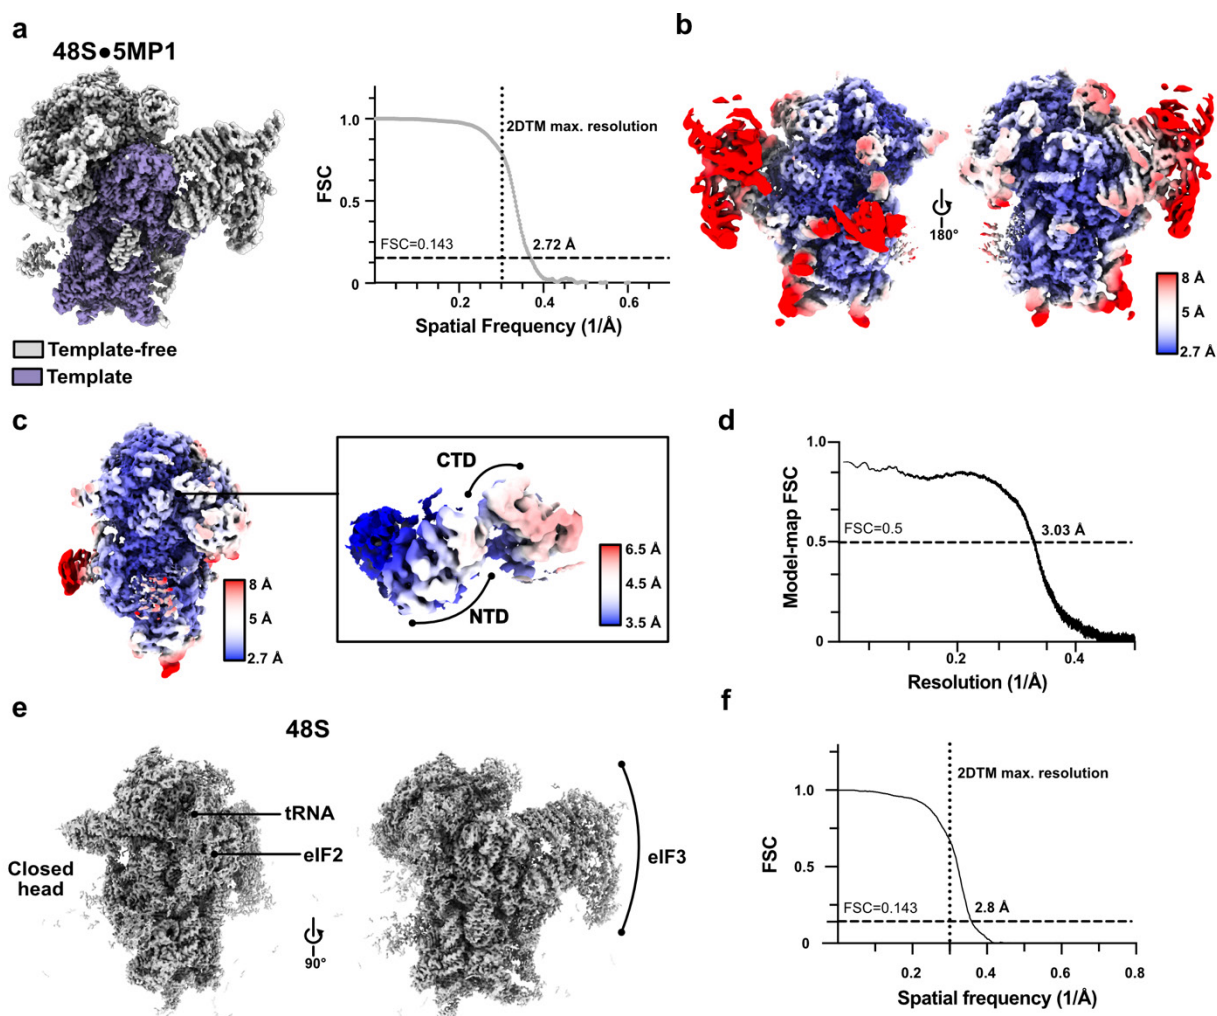 a
48S●5MP1
Template-free
Template
1.0
0.5
0
FSC
2DTM max. resolution
FSC=0.143
2.72 Å
0.2
0.4
0.6
Spatial Frequency (1/Å)
b
180°
8 Å
5 Å
2.7 Å
c
8 Å
5 Å
2.7 Å
CTD
NTD
6.5 Å
4.5 Å
3.5 Å
d
1.0
0.5
0
Model-map FSC
FSC=0.5
3.03 Å
0.2
0.4
Resolution (1/Å)
e
48S
tRNA
eIF2
Closed
head
90°
eIF3
f
2DTM max. resolution
1.0
0.5
0
FSC
FSC=0.143
2.8 Å
0.2
0.4
0.6
0.8
Spatial frequency (1/Å)